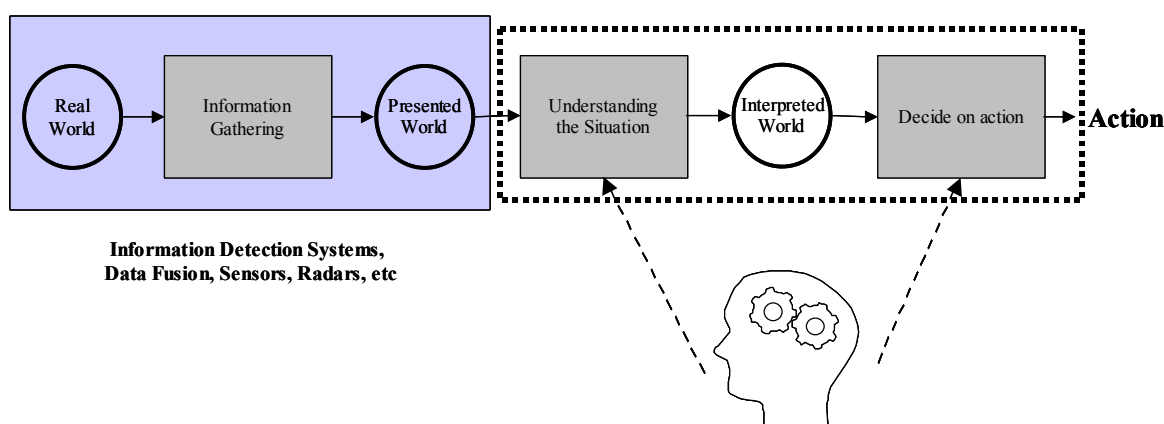 Real
World
Information
Gathering
Presented
World
Understanding
the Situation
Interpreted
World
Decide on action
Action
Information Detection Systems,
Data Fusion, Sensors, Radars, etc